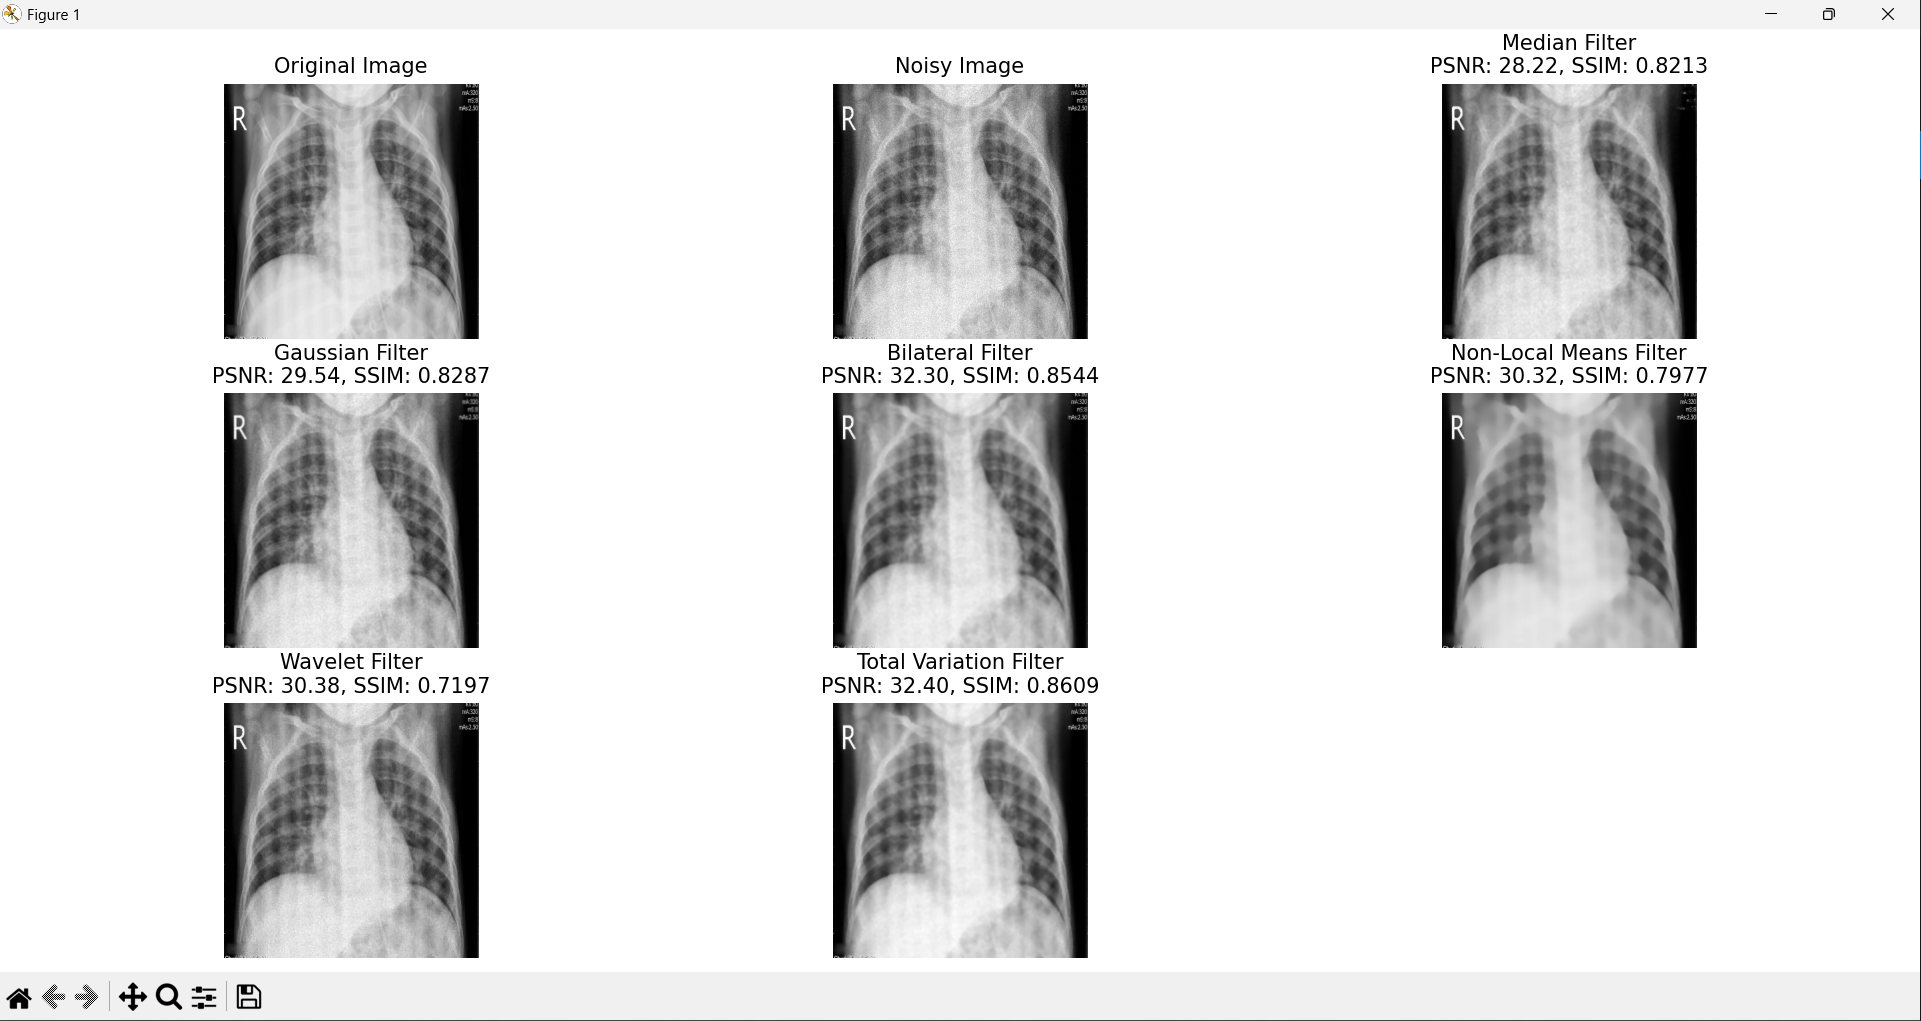 Figure 1
Original Image
R
Noisy Image
R
Median Filter
PSNR: 28.22, SSIM: 0.8213
R
Gaussian Filter
PSNR: 29.54, SSIM: 0.8287
R
Bilateral Filter
PSNR: 32.30, SSIM: 0.8544
R
Non-Local Means Filter
PSNR: 30.32, SSIM: 0.7977
R
Wavelet Filter
PSNR: 30.38, SSIM: 0.7197
R
Total Variation Filter
PSNR: 32.40, SSIM: 0.8609
R